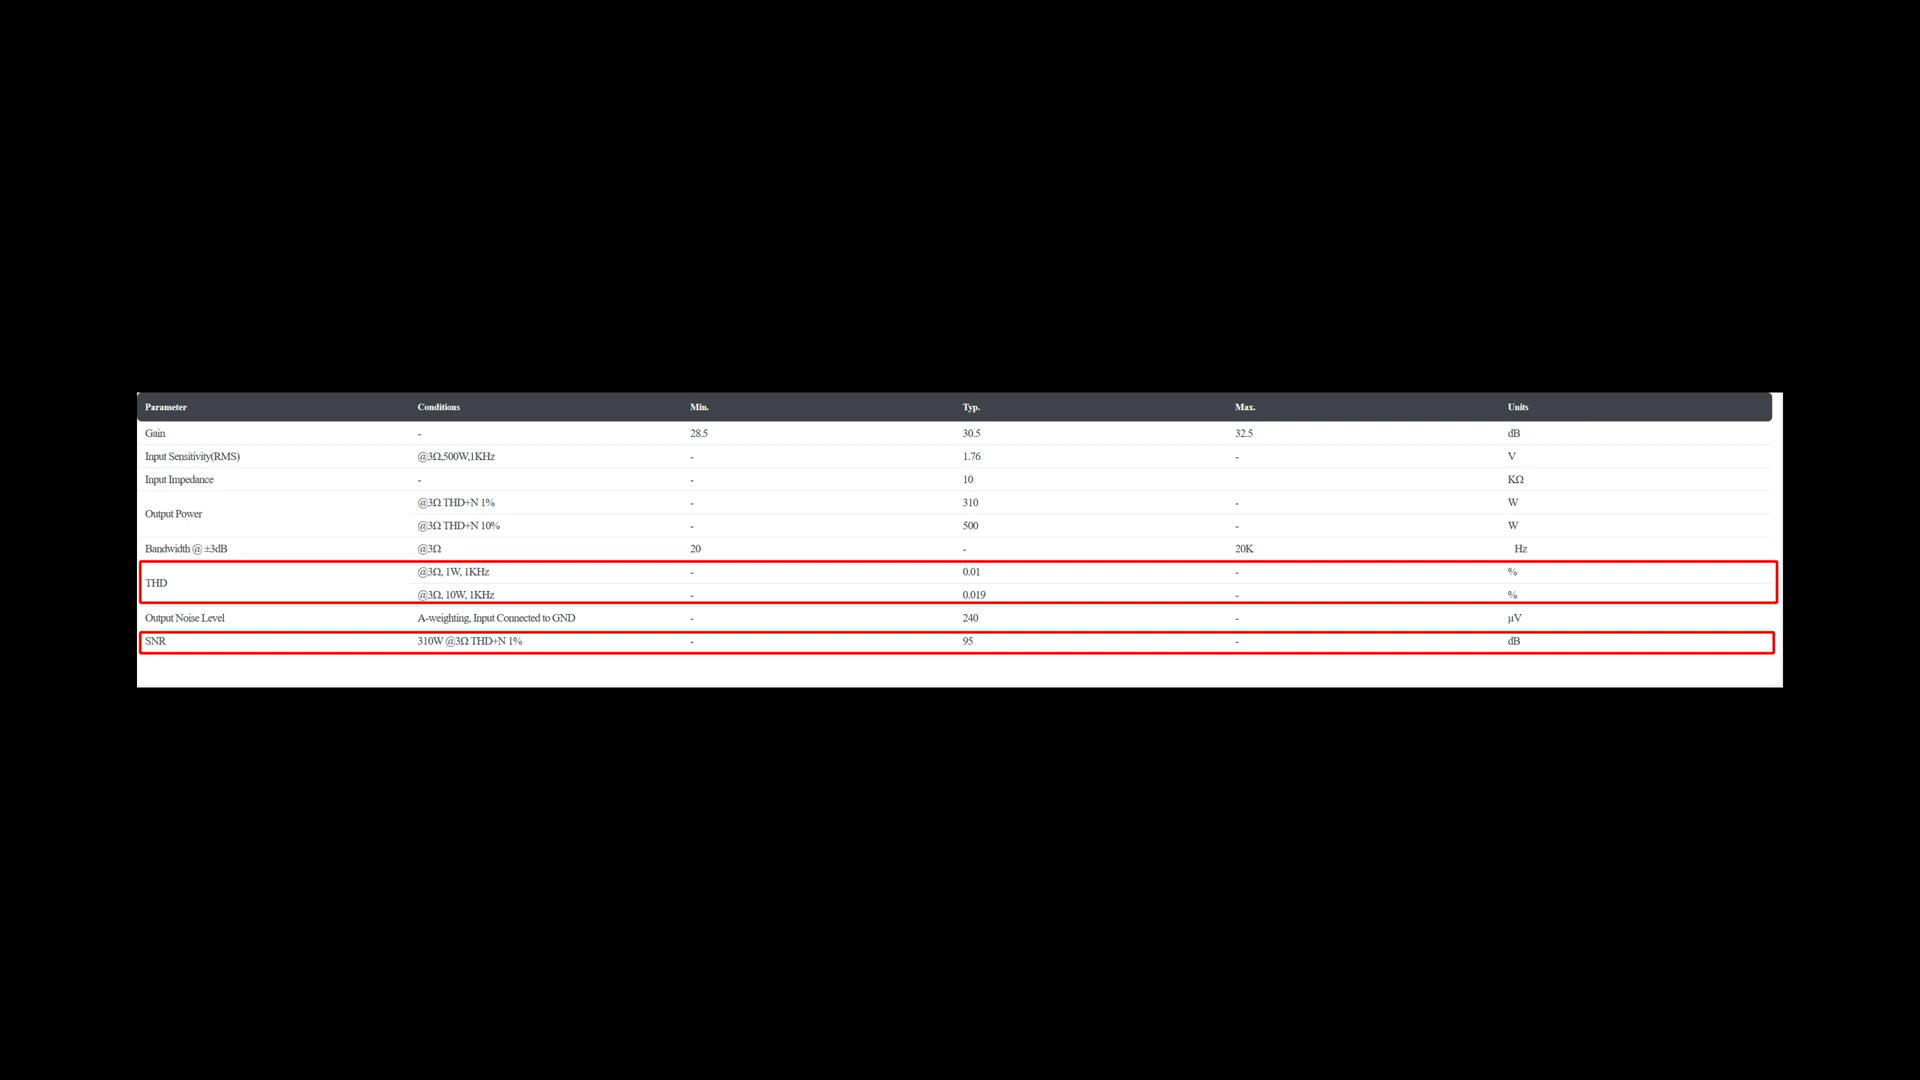 Parameter Conditions Min. Typ. Max. Units
Gain - 28.5 30.5 32.5 dB
Input Sensitivity(RMS) @3Ω,500W,1KHz - 1.76 - V
Input Impedance - - 10 KΩ
Output Power
@3Ω THD+N 1% - 310 - W
@3Ω THD+N 10% - 500 - W
Bandwidth @ ±3dB @3Ω 20 - 20K Hz
THD
@3Ω, 1W, 1KHz - 0.01 - %
@3Ω, 10W, 1KHz - 0.019 - %
Output Noise Level A-weighting, Input Connected to GND - 240 - μV
SNR 310W @3Ω THD+N 1% - 95 - dB